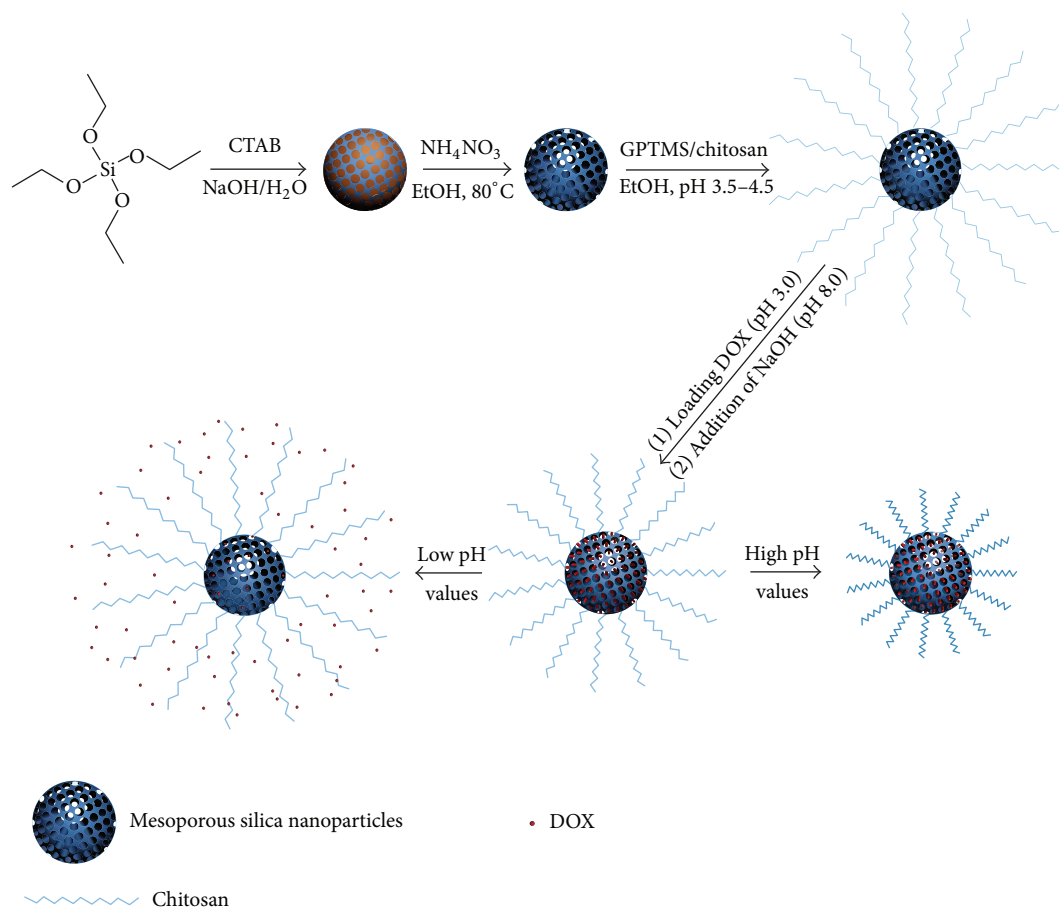 O
O
Si
O
O
CTAB
NaOH/H₂O
NH₄NO₃
EtOH, 80°C
GPTMS/chitosan
EtOH, pH 3.5–4.5
(1) Loading DOX (pH 3.0)
(2) Addition of NaOH (pH 8.0)
Low pH
values
High pH
values
Mesoporous silica nanoparticles
DOX
Chitosan